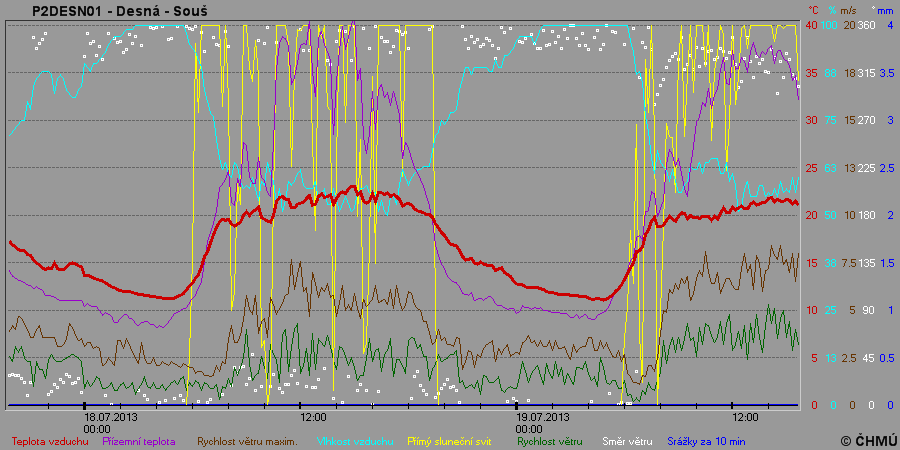 P2DESN01 - Desná - Souš
°C % m/s ° mm
40 100 20 360 4
35 88 18 315 3.5
30 75 15 270 3
25 63 13 225 2.5
20 50 10 180 2
15 38 7.5 135 1.5
10 25 5 90 1
5 13 2.5 45 0.5
0 0 0 0 0
18.07.2013 12:00 19.07.2013 12:00
00:00 00:00
Teplota vzduchu Přízemní teplota Rychlost větru maxim. Vlhkost vzduchu Přímý sluneční svit Rychlost větru Směr větru Srážky za 10 min © ČHMÚ